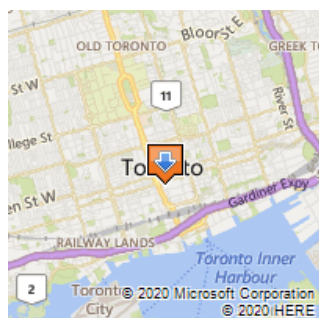 Bloor St E
OLD TORONTO
GREEK T
St W
11
River St
llege St
To to
Gardiner Expy
en St W
RAILWAY LANDS
Toronto Inner
Harbour
2
Toront
City
© 2020 Microsoft Corporation
© 2020 HERE